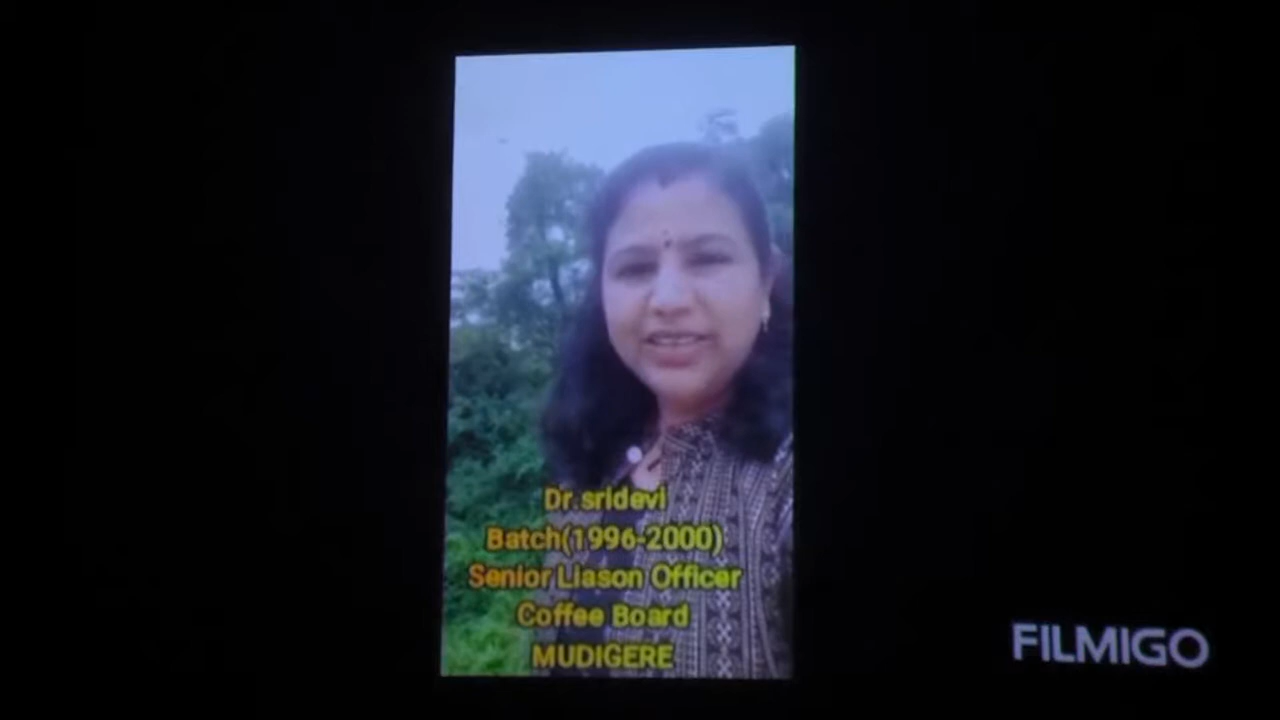 Dr.sridevi
Batch(1996-2000)
Senior Liason Officer
Coffee Board
MUDIGERE
FILMIGO